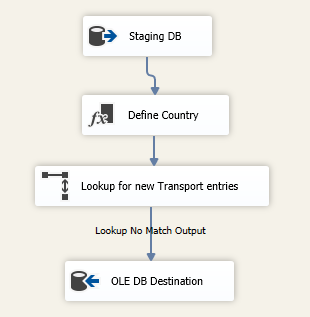 Staging DB
Define Country
Lookup for new Transport entries
Lookup No Match Output
OLE DB Destination